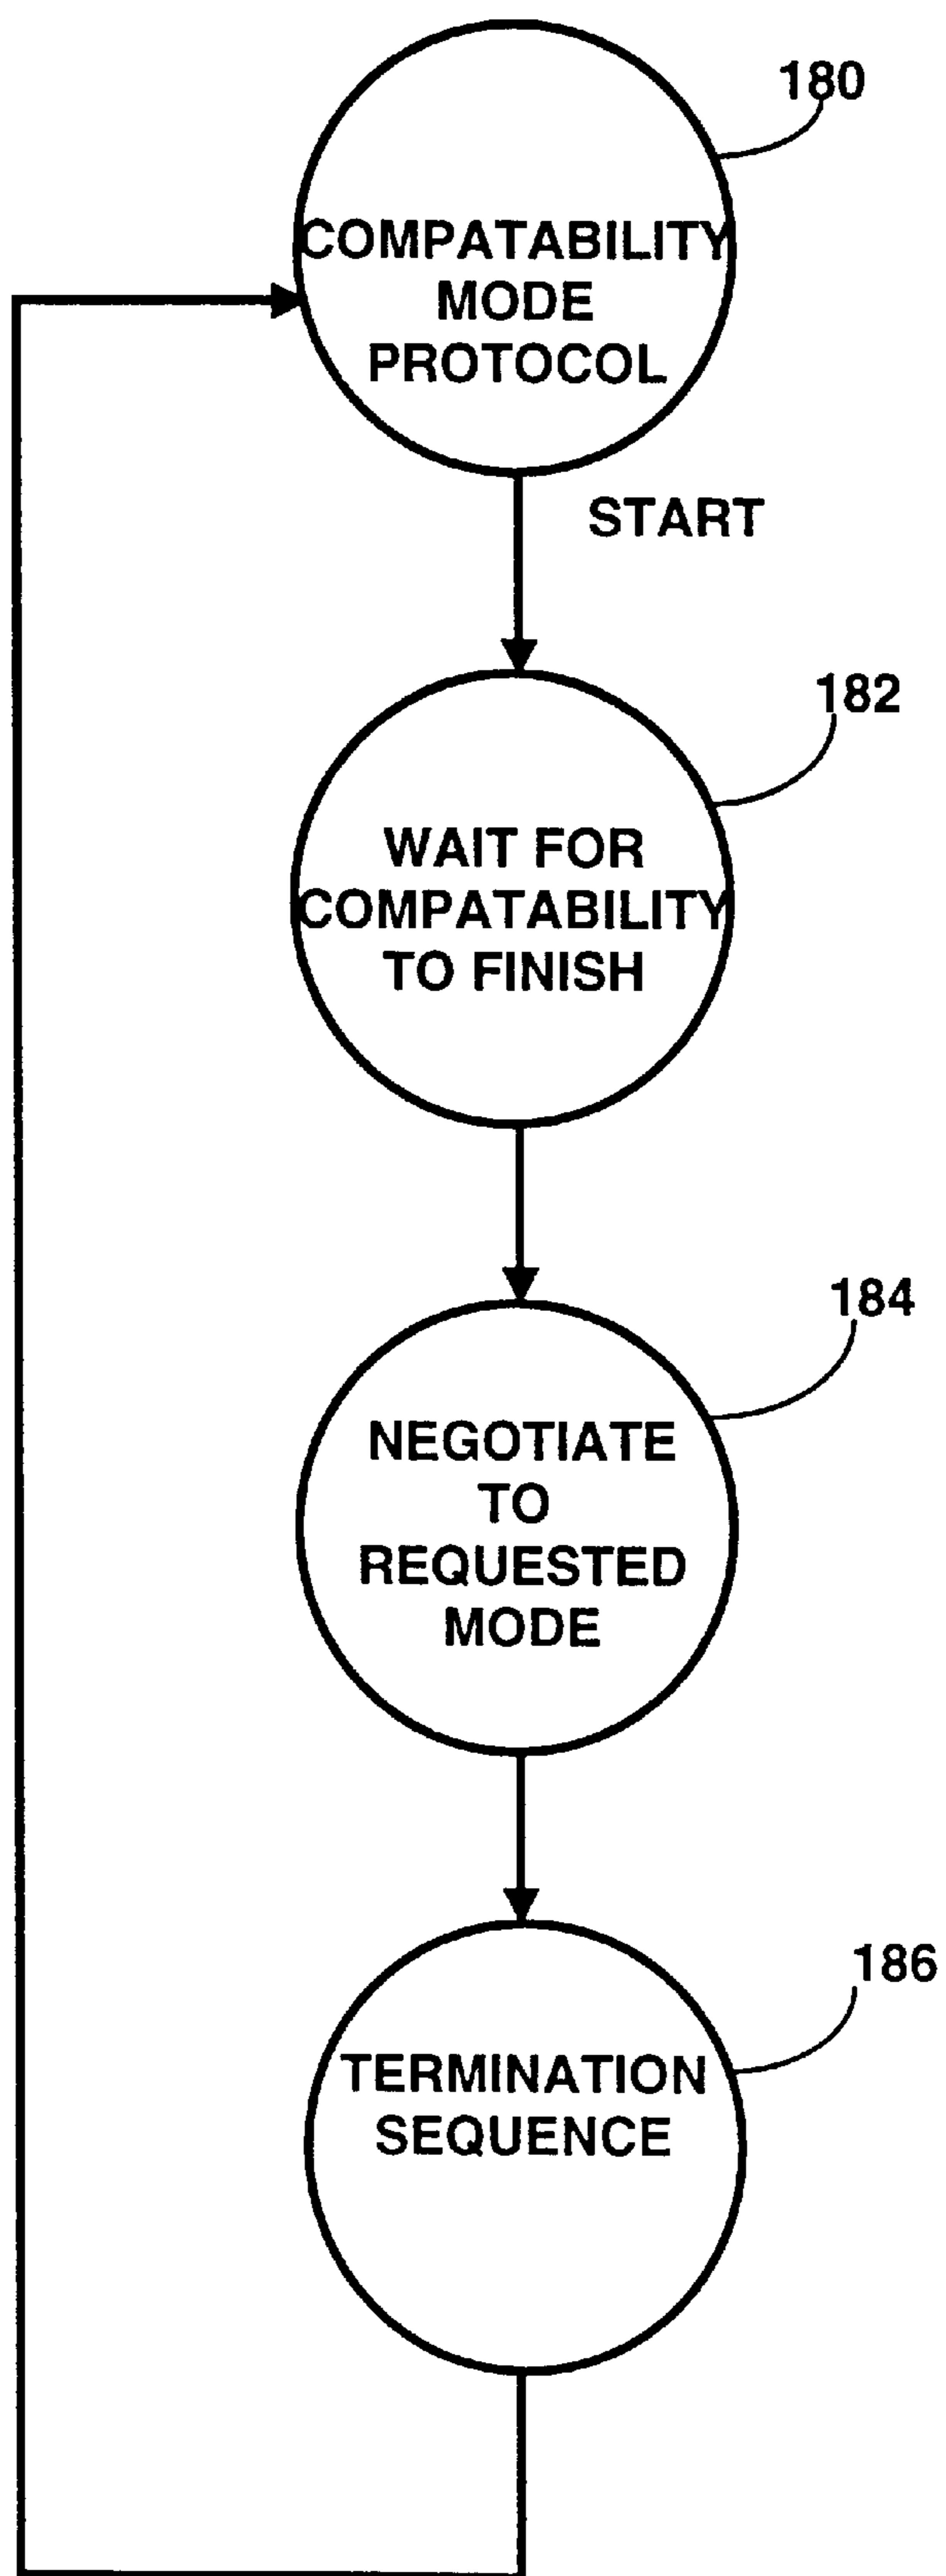 180
COMPATABILITY
MODE
PROTOCOL
START
182
WAIT FOR
COMPATABILITY
TO FINISH
184
NEGOTIATE
TO
REQUESTED
MODE
186
TERMINATION
SEQUENCE